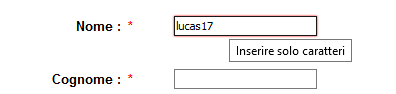 Nome : * lucas17
Inserire solo caratteri
Cognome : *